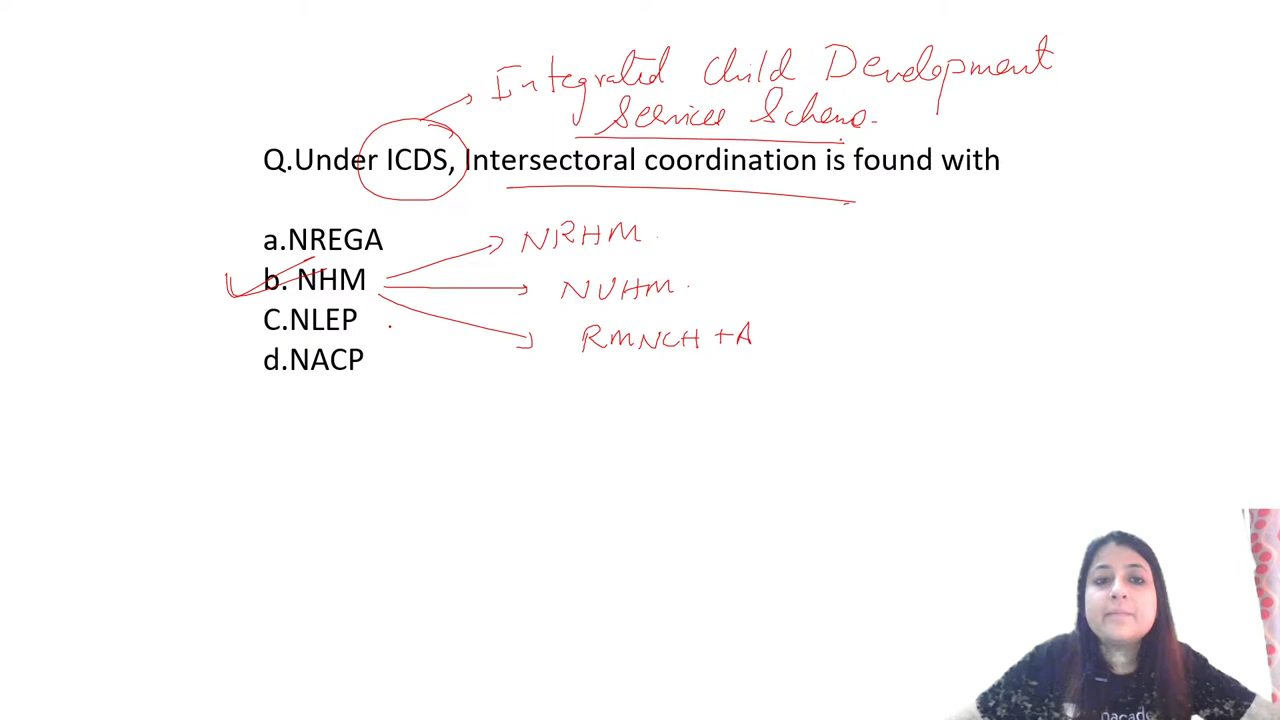 Integrated Child Development
Services Scheme.
Q.Under ICDS, Intersectoral coordination is found with
a.NREGA
NRHM
b. NHM
NUHM
C.NLEP
RMNCH +A
d.NACP